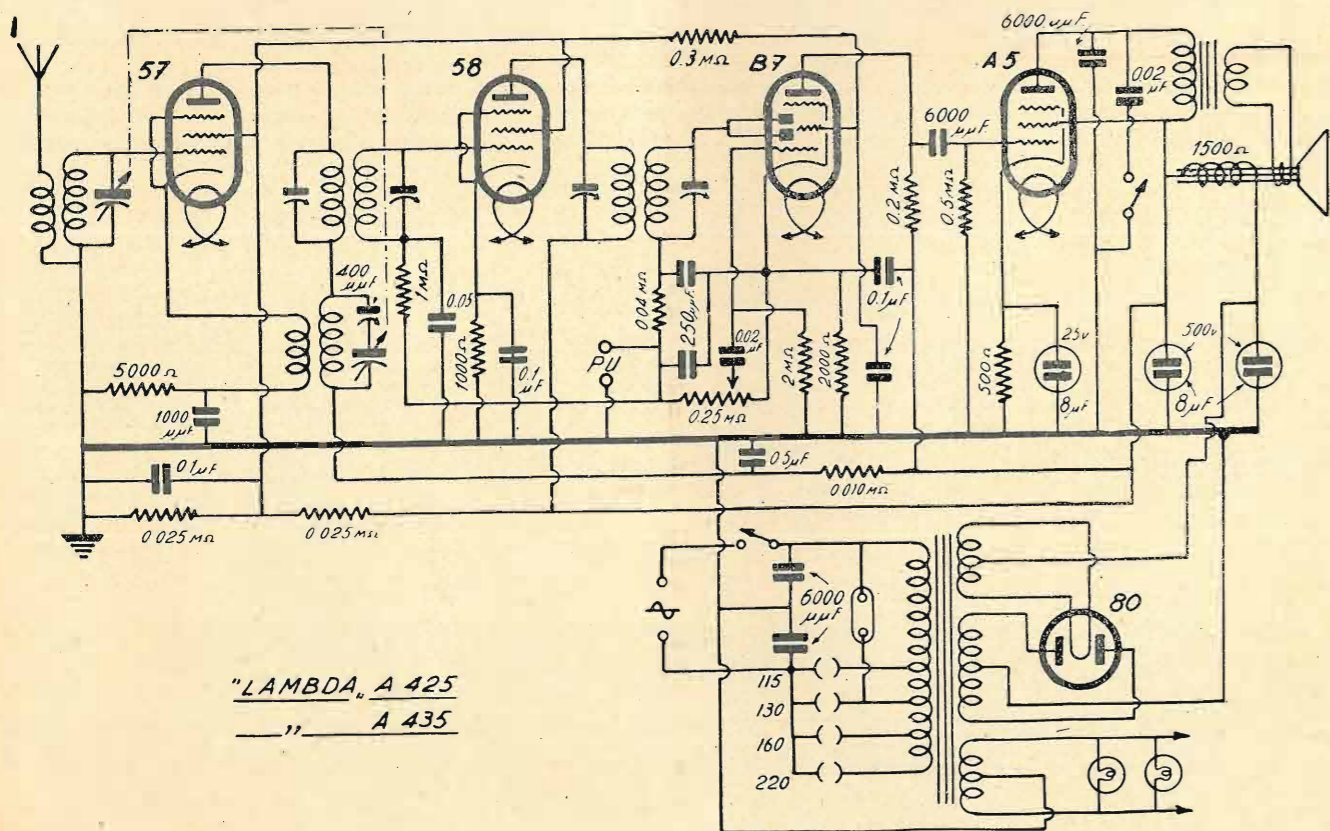 1
57
58
B7
A5
80
6000 µµF
0.3 MΩ
0.02 µF
6000 µµF
1500 Ω
0.2 MΩ
0.5 MΩ
400 µµF
1 MΩ
0.05
1000 Ω
0.1 µF
PU
0.04 MΩ
250 µµF
0.02 µF
2 MΩ
2000 Ω
0.1 µF
500 Ω
25v
8 µF
500v
8 µF
5000 Ω
1000 µµF
0.1 µF
0.025 MΩ
0.025 MΩ
0.5 µF
0.010 MΩ
6000 µµF
115
130
160
220
"LAMBDA„ A 425
„ A 435